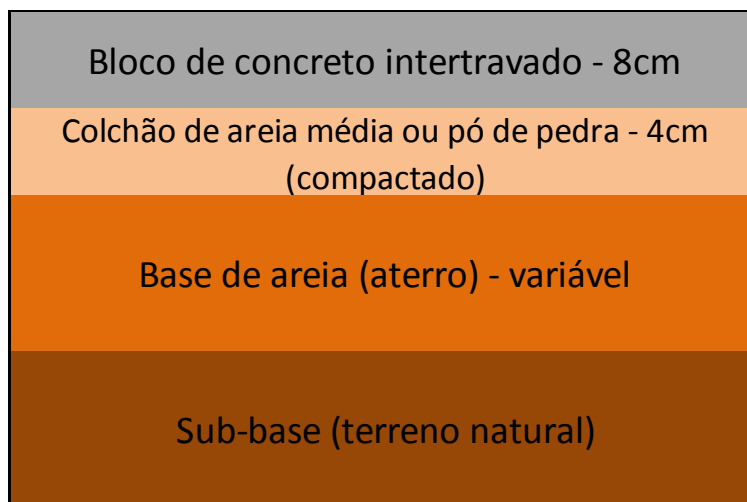 Bloco de concreto intertravado - 8cm
Colchão de areia média ou pó de pedra - 4cm
(compactado)
Base de areia (aterro) - variável
Sub-base (terreno natural)